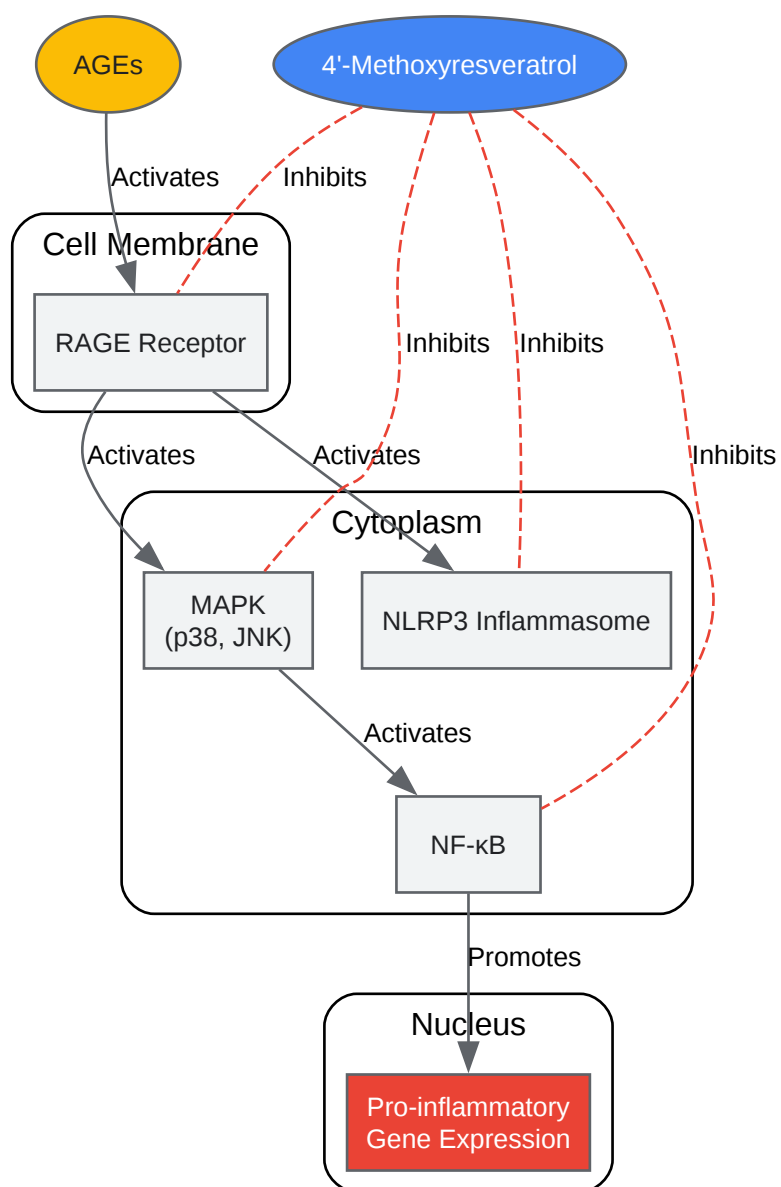 AGEs
4'-Methoxyresveratrol
Activates
Inhibits
Cell Membrane
RAGE Receptor
Inhibits
Inhibits
Activates
Activates
Inhibits
Cytoplasm
MAPK
(p38, JNK)
NLRP3 Inflammasome
Activates
NF-κB
Promotes
Nucleus
Pro-inflammatory
Gene Expression